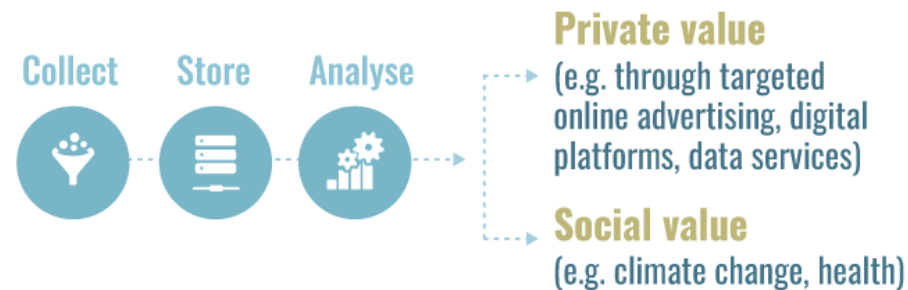 Collect
Store
Analyse
Private value
(e.g. through targeted
online advertising, digital
platforms, data services)
Social value
(e.g. climate change, health)